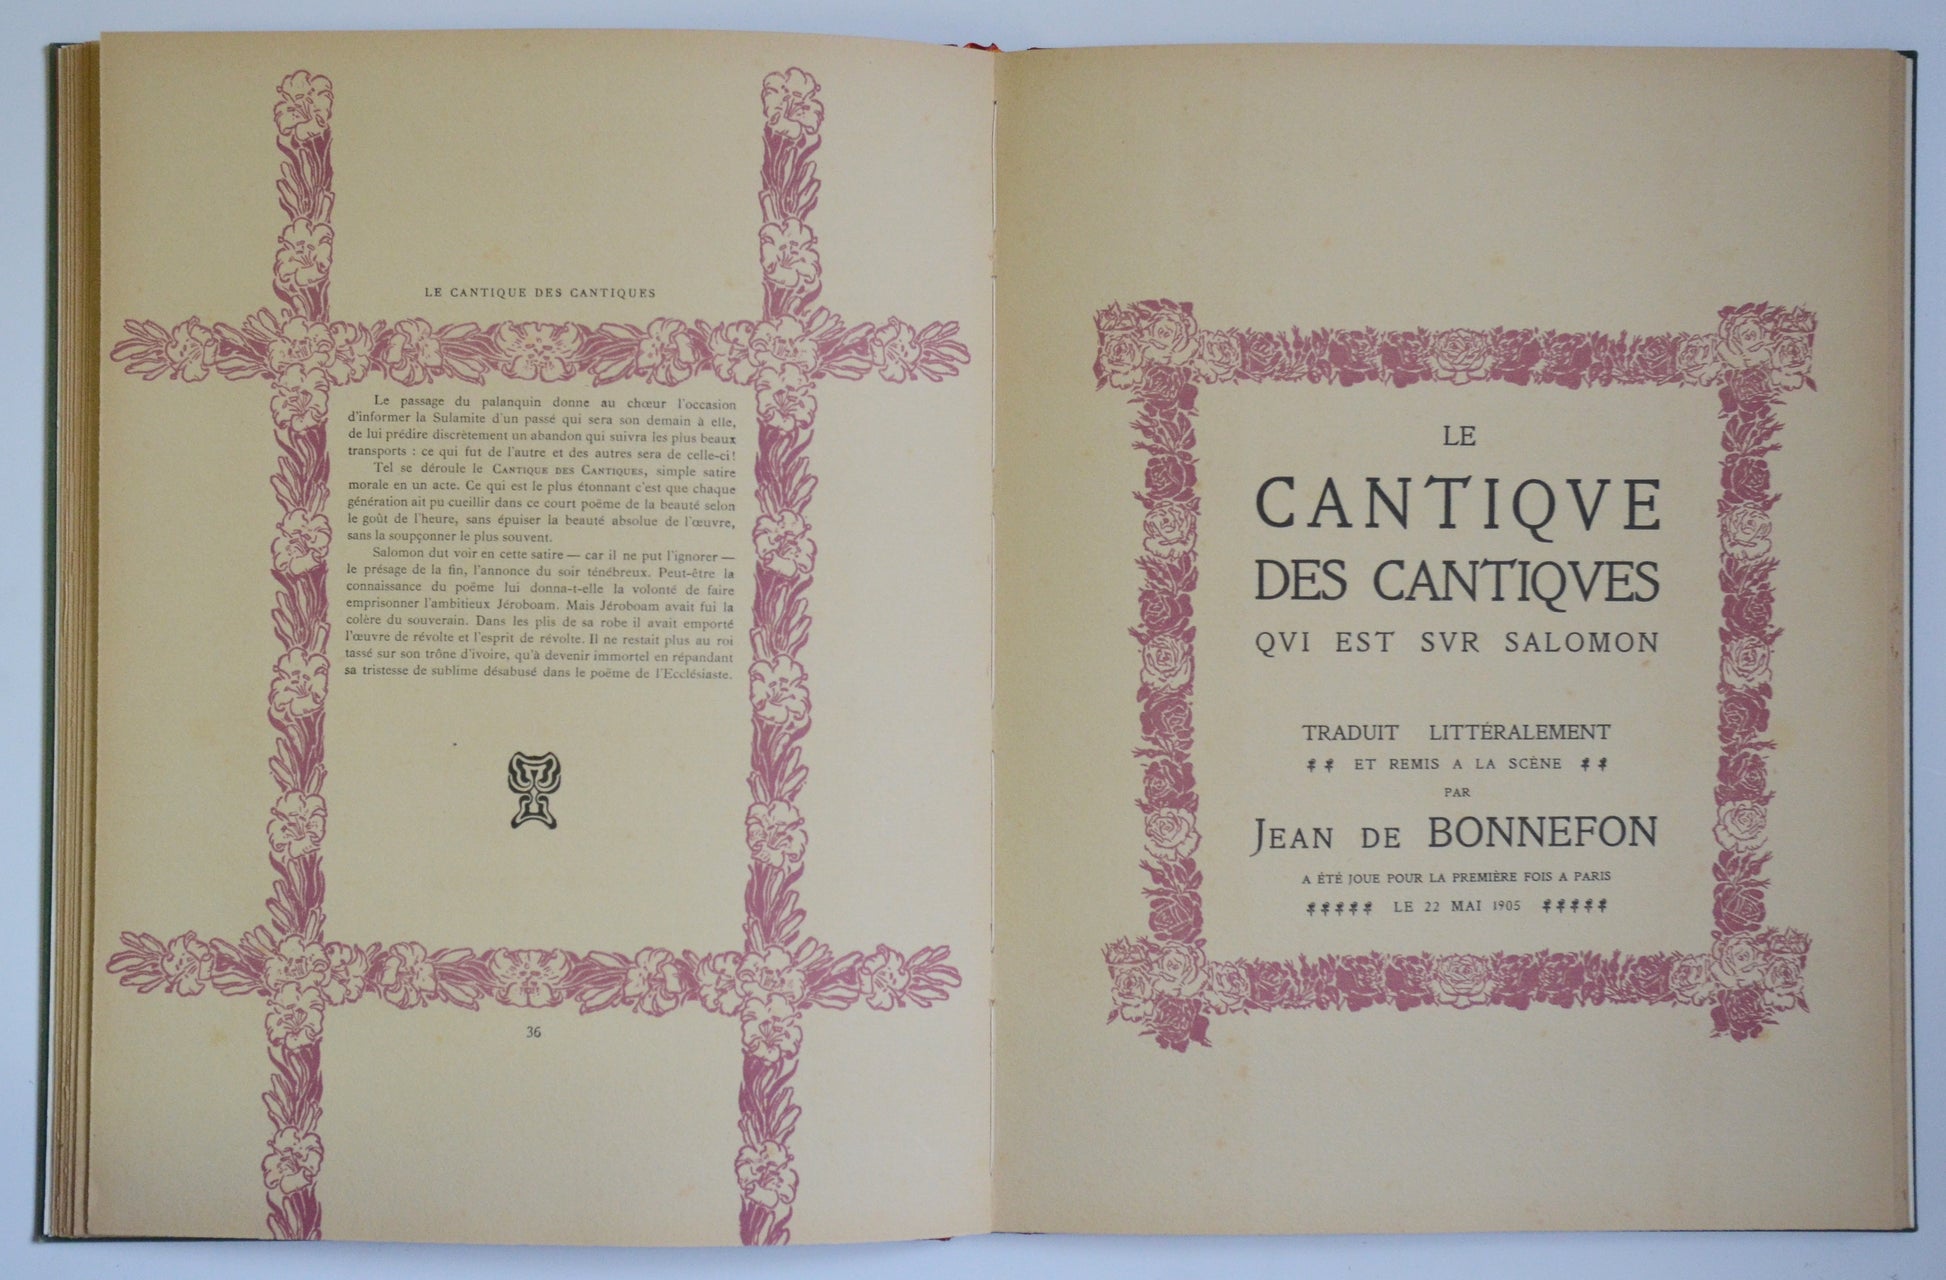 LE CANTIQUE DES CANTIQUES
Le passage du palanquin donne au chœur l'occasion
d'informer la Sulamite d'un passé qui sera son demain à elle,
de lui prédire discrètement un abandon qui suivra les plus beaux
transports : ce qui fut de l'autre et des autres sera de celle-ci!
Tel se déroule le CANTIQUE DES CANTIQUES, simple satire
morale en un acte. Ce qui est le plus étonnant c'est que chaque
génération ait pu cueillir dans ce court poëme de la beauté selon
le goût de l'heure, sans épuiser la beauté absolue de l'œuvre,
sans la soupçonner le plus souvent.
Salomon dut voir en cette satire — car il ne put l'ignorer —
le présage de la fin, l'annonce du soir ténébreux. Peut-être la
connaissance du poëme lui donna-t-elle la volonté de faire
emprisonner l'ambitieux Jéroboam. Mais Jéroboam avait fui la
colère du souverain. Dans les plis de sa robe il avait emporté
l'œuvre de révolte et l'esprit de révolte. Il ne restait plus au roi
tassé sur son trône d'ivoire, qu'à devenir immortel en répandant
sa tristesse de sublime désabusé dans le poëme de l'Ecclésiaste.
36
LE
CANTIQVE
DES CANTIQVES
QVI EST SVR SALOMON
TRADUIT LITTÉRALEMENT
ET REMIS A LA SCÈNE
PAR
JEAN DE BONNEFON
A ÉTÉ JOUE POUR LA PREMIÈRE FOIS A PARIS
LE 22 MAI 1905